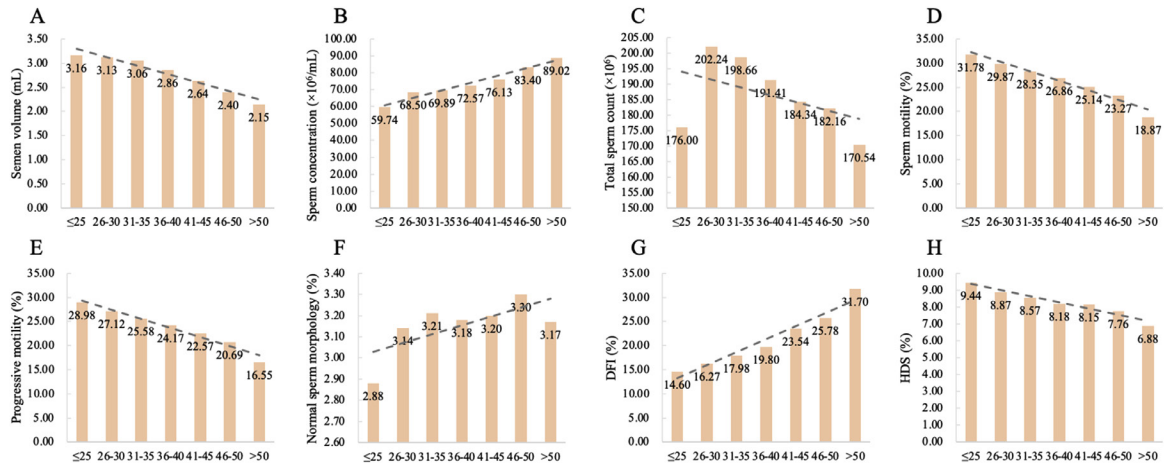 A
Semen volume (mL)
3.50
3.00
2.50
2.00
1.50
1.00
0.50
0.00
3.16 3.13 3.06 2.86 2.64 2.40 2.15
≤25 26-30 31-35 36-40 41-45 46-50 >50
B
Sperm concentration (×10⁶/mL)
100.00
90.00
80.00
70.00
60.00
50.00
40.00
30.00
20.00
10.00
0.00
59.74 68.50 69.89 72.57 76.13 83.40 89.02
≤25 26-30 31-35 36-40 41-45 46-50 >50
C
Total sperm count (×10⁶)
205.00
200.00
195.00
190.00
185.00
180.00
175.00
170.00
165.00
160.00
155.00
150.00
176.00 202.24 198.66 191.41 184.34 182.16 170.54
≤25 26-30 31-35 36-40 41-45 46-50 >50
D
Sperm motility (%)
35.00
30.00
25.00
20.00
15.00
10.00
5.00
0.00
31.78 29.87 28.35 26.86 25.14 23.27 18.87
≤25 26-30 31-35 36-40 41-45 46-50 >50
E
Progressive motility (%)
35.00
30.00
25.00
20.00
15.00
10.00
5.00
0.00
28.98 27.12 25.58 24.17 22.57 20.69 16.55
≤25 26-30 31-35 36-40 41-45 46-50 >50
F
Normal sperm morphology (%)
3.40
3.30
3.20
3.10
3.00
2.90
2.80
2.70
2.60
2.88 3.14 3.21 3.18 3.20 3.30 3.17
≤25 26-30 31-35 36-40 41-45 46-50 >50
G
DFI (%)
35.00
30.00
25.00
20.00
15.00
10.00
5.00
0.00
14.60 16.27 17.98 19.80 23.54 25.78 31.70
≤25 26-30 31-35 36-40 41-45 46-50 >50
H
HDS (%)
10.00
9.00
8.00
7.00
6.00
5.00
4.00
3.00
2.00
1.00
0.00
9.44 8.87 8.57 8.18 8.15 7.76 6.88
≤25 26-30 31-35 36-40 41-45 46-50 >50